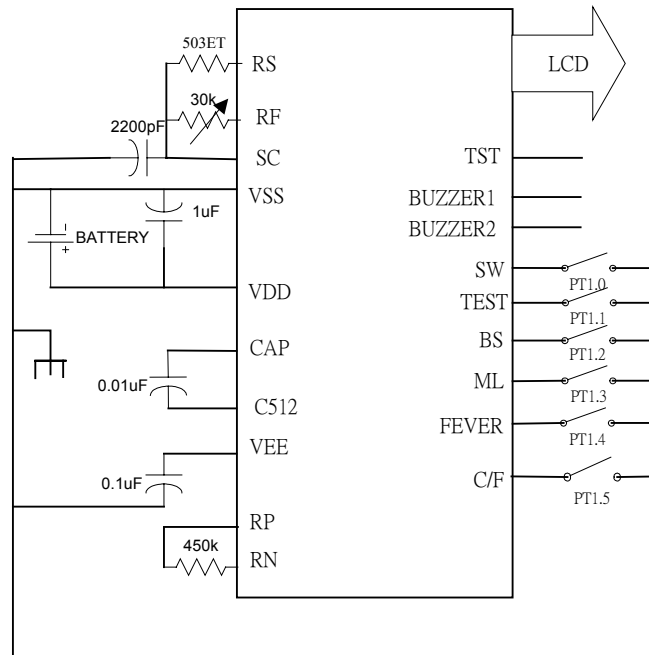 503ET
RS
LCD
30k
RF
2200pF
SC
TST
VSS
1uF
BUZZER1
- BATTERY
+
BUZZER2
SW
PT1.0
VDD
TEST
PT1.1
CAP
BS
PT1.2
0.01uF
ML
PT1.3
C512
FEVER
PT1.4
VEE
0.1uF
C/F
PT1.5
RP
450k
RN